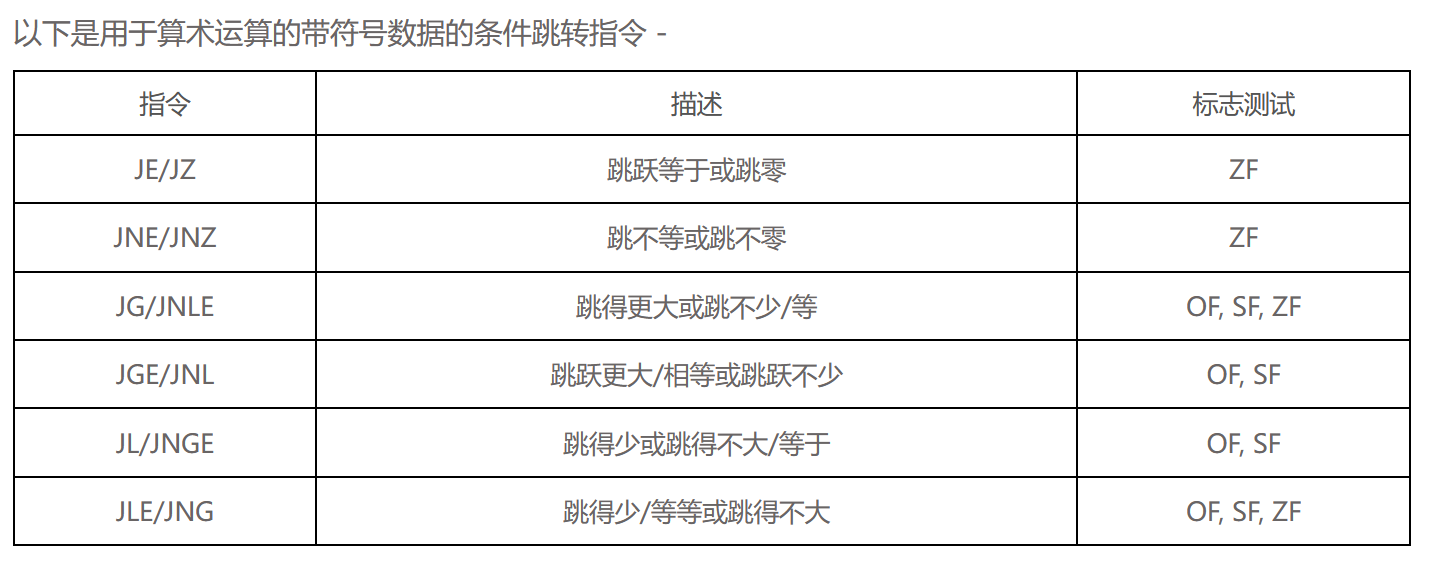 以下是用于算术运算的带符号数据的条件跳转指令 -
指令 描述 标志测试
JE/JZ 跳跃等于或跳零 ZF
JNE/JNZ 跳不等或跳不零 ZF
JG/JNLE 跳得更大或跳不少/等 OF, SF, ZF
JGE/JNL 跳跃更大/相等或跳跃不少 OF, SF
JL/JNGE 跳得少或跳得不大/等于 OF, SF
JLE/JNG 跳得少/等等或跳得不大 OF, SF, ZF